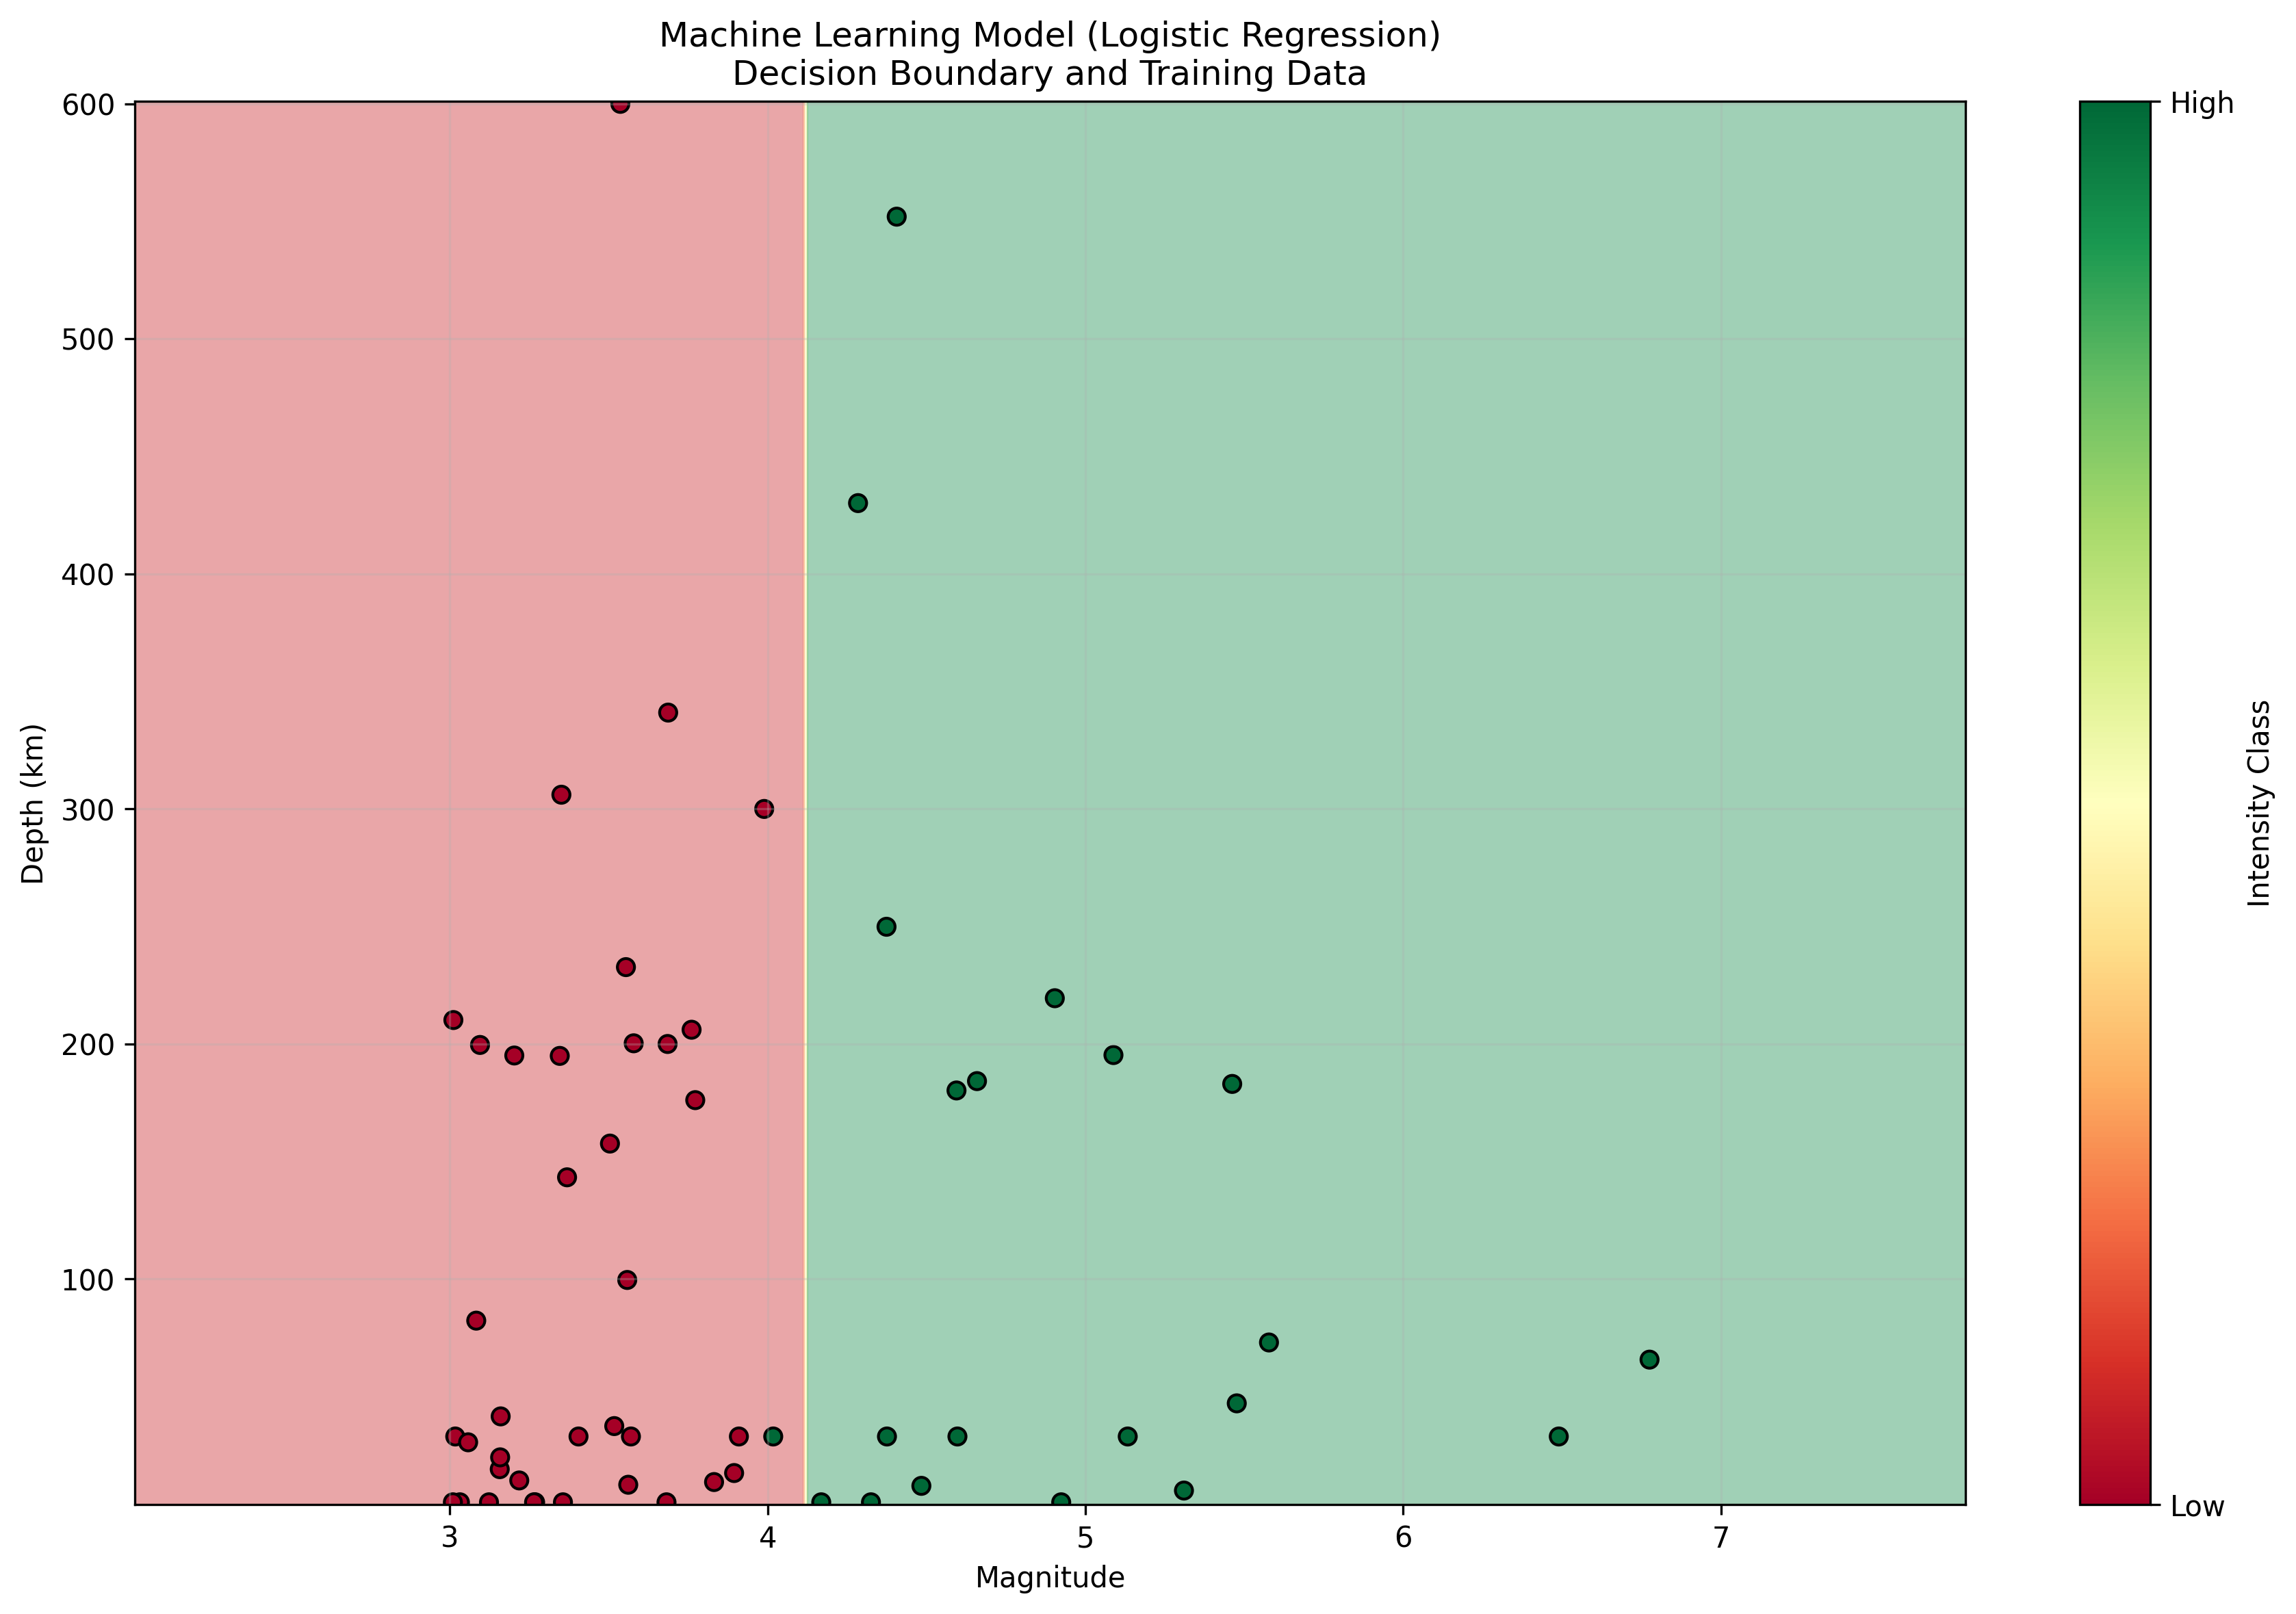 Machine Learning Model (Logistic Regression)
Decision Boundary and Training Data
600
500
400
300
200
100
Depth (km)
3
4
5
6
7
Magnitude
High
Low
Intensity Class